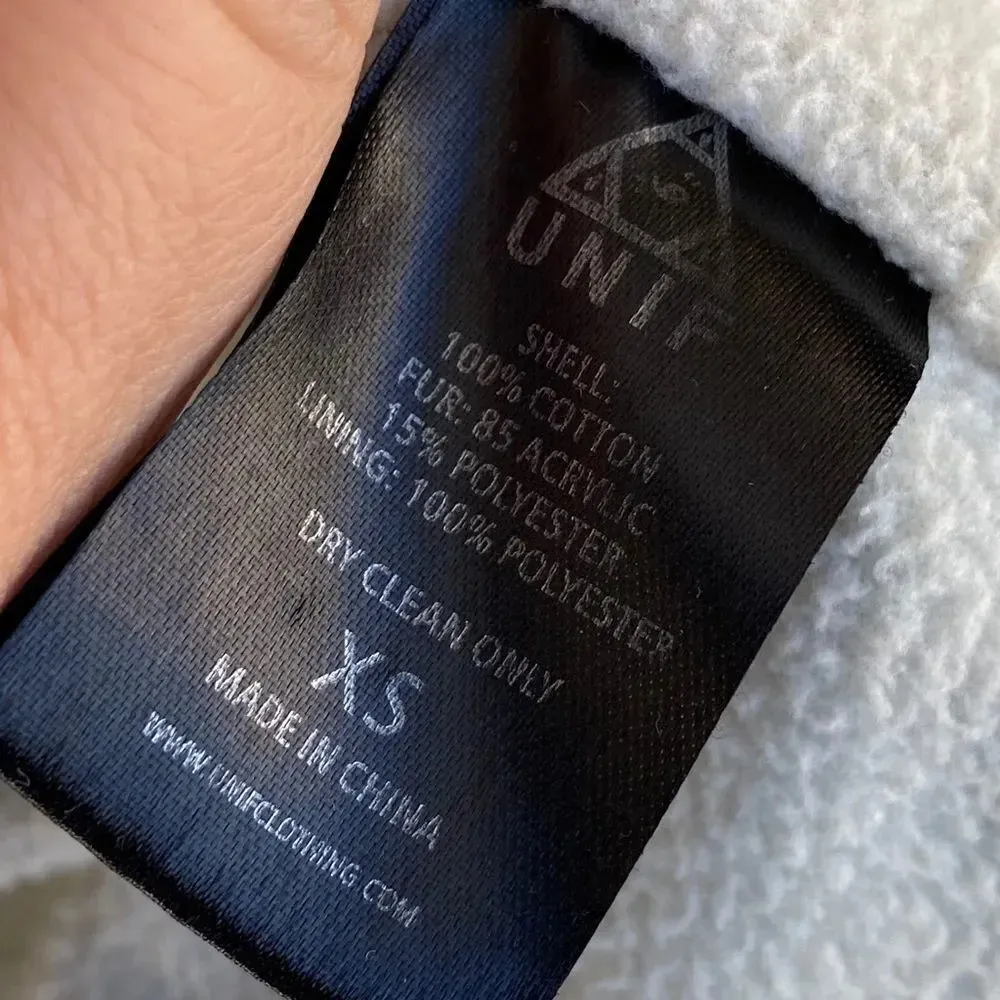 UNIF
SHELL:
100% COTTON
FUR: 85 ACRYLIC
15% POLYESTER
LINING: 100% POLYESTER
DRY CLEAN ONLY
XS
MADE IN CHINA
WWW.UNIFCLOTHING.COM